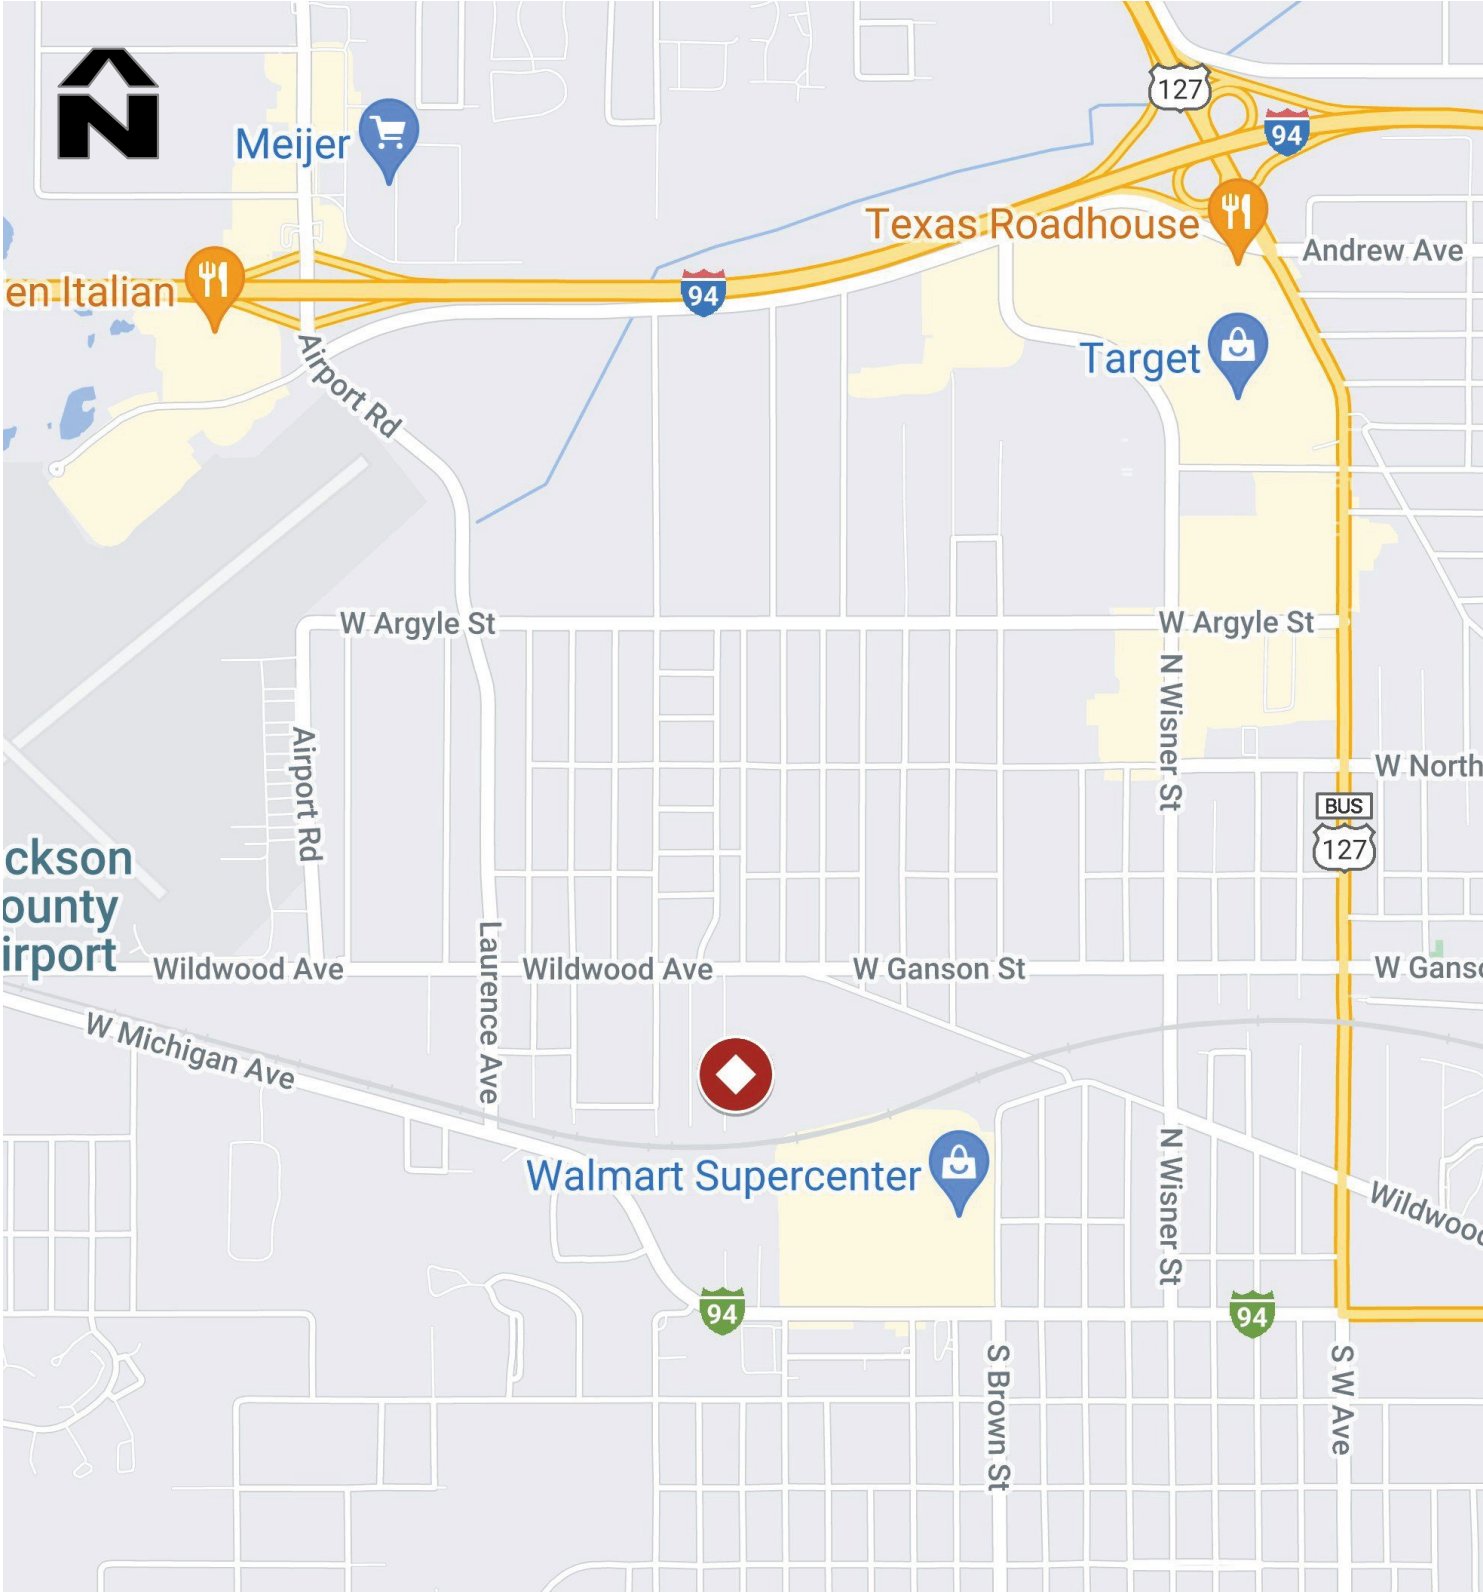 N
127
94
Meijer
Texas Roadhouse
Andrew Ave
en Italian
94
Airport Rd
Target
W Argyle St
W Argyle St
N Wisner St
Airport Rd
W North
BUS
127
ckson
ounty
irport
Wildwood Ave
Laurence Ave
Wildwood Ave
W Ganson St
W Ganso
W Michigan Ave
Walmart Supercenter
N Wisner St
Wildwood
94
94
S Brown St
S W Ave